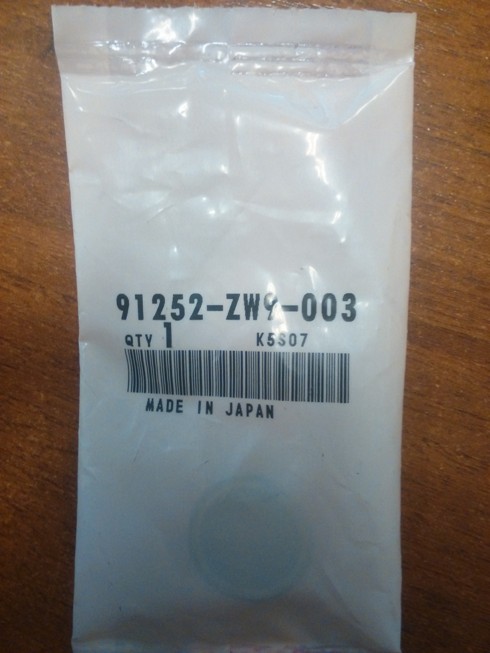 91252-ZW9-003
QTY 1 K5S07
MADE IN JAPAN